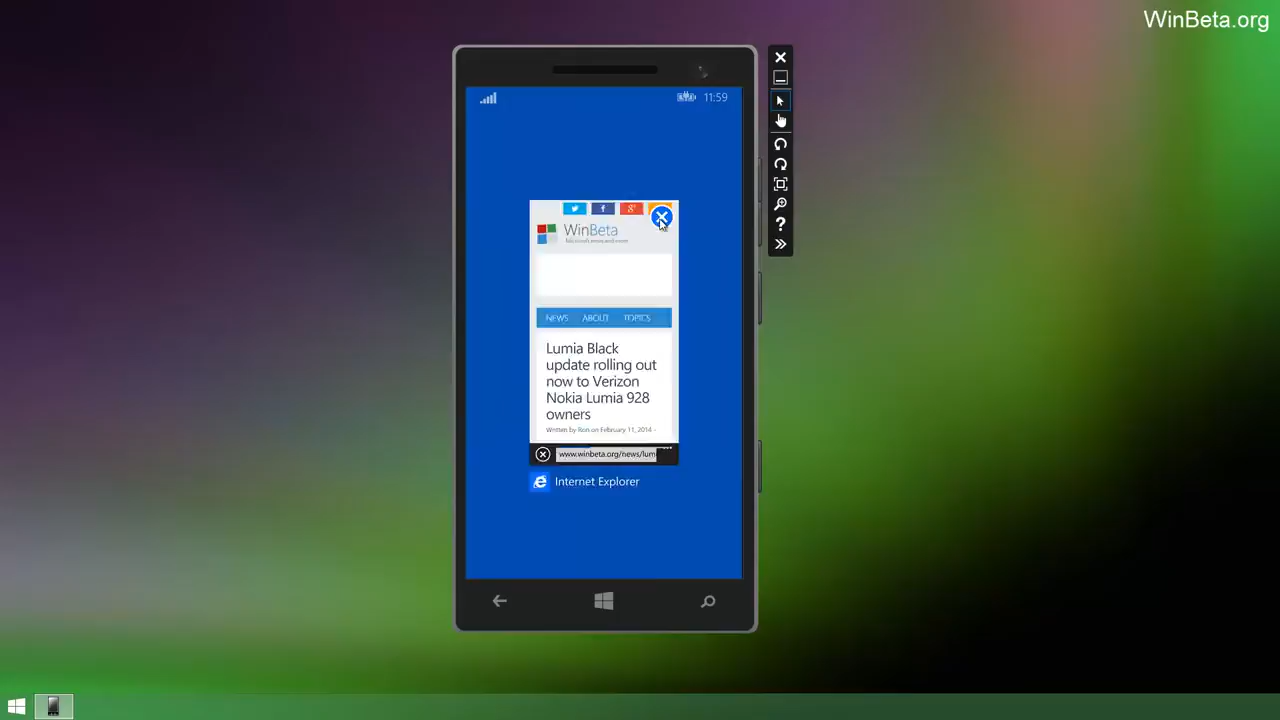 WinBeta.org
11:59
WinBeta
NEWS ABOUT TOPICS
Lumia Black
update rolling out
now to Verizon
Nokia Lumia 928
owners
Written by Ron on February 11, 2014 -
www.winbeta.org/news/lum
Internet Explorer